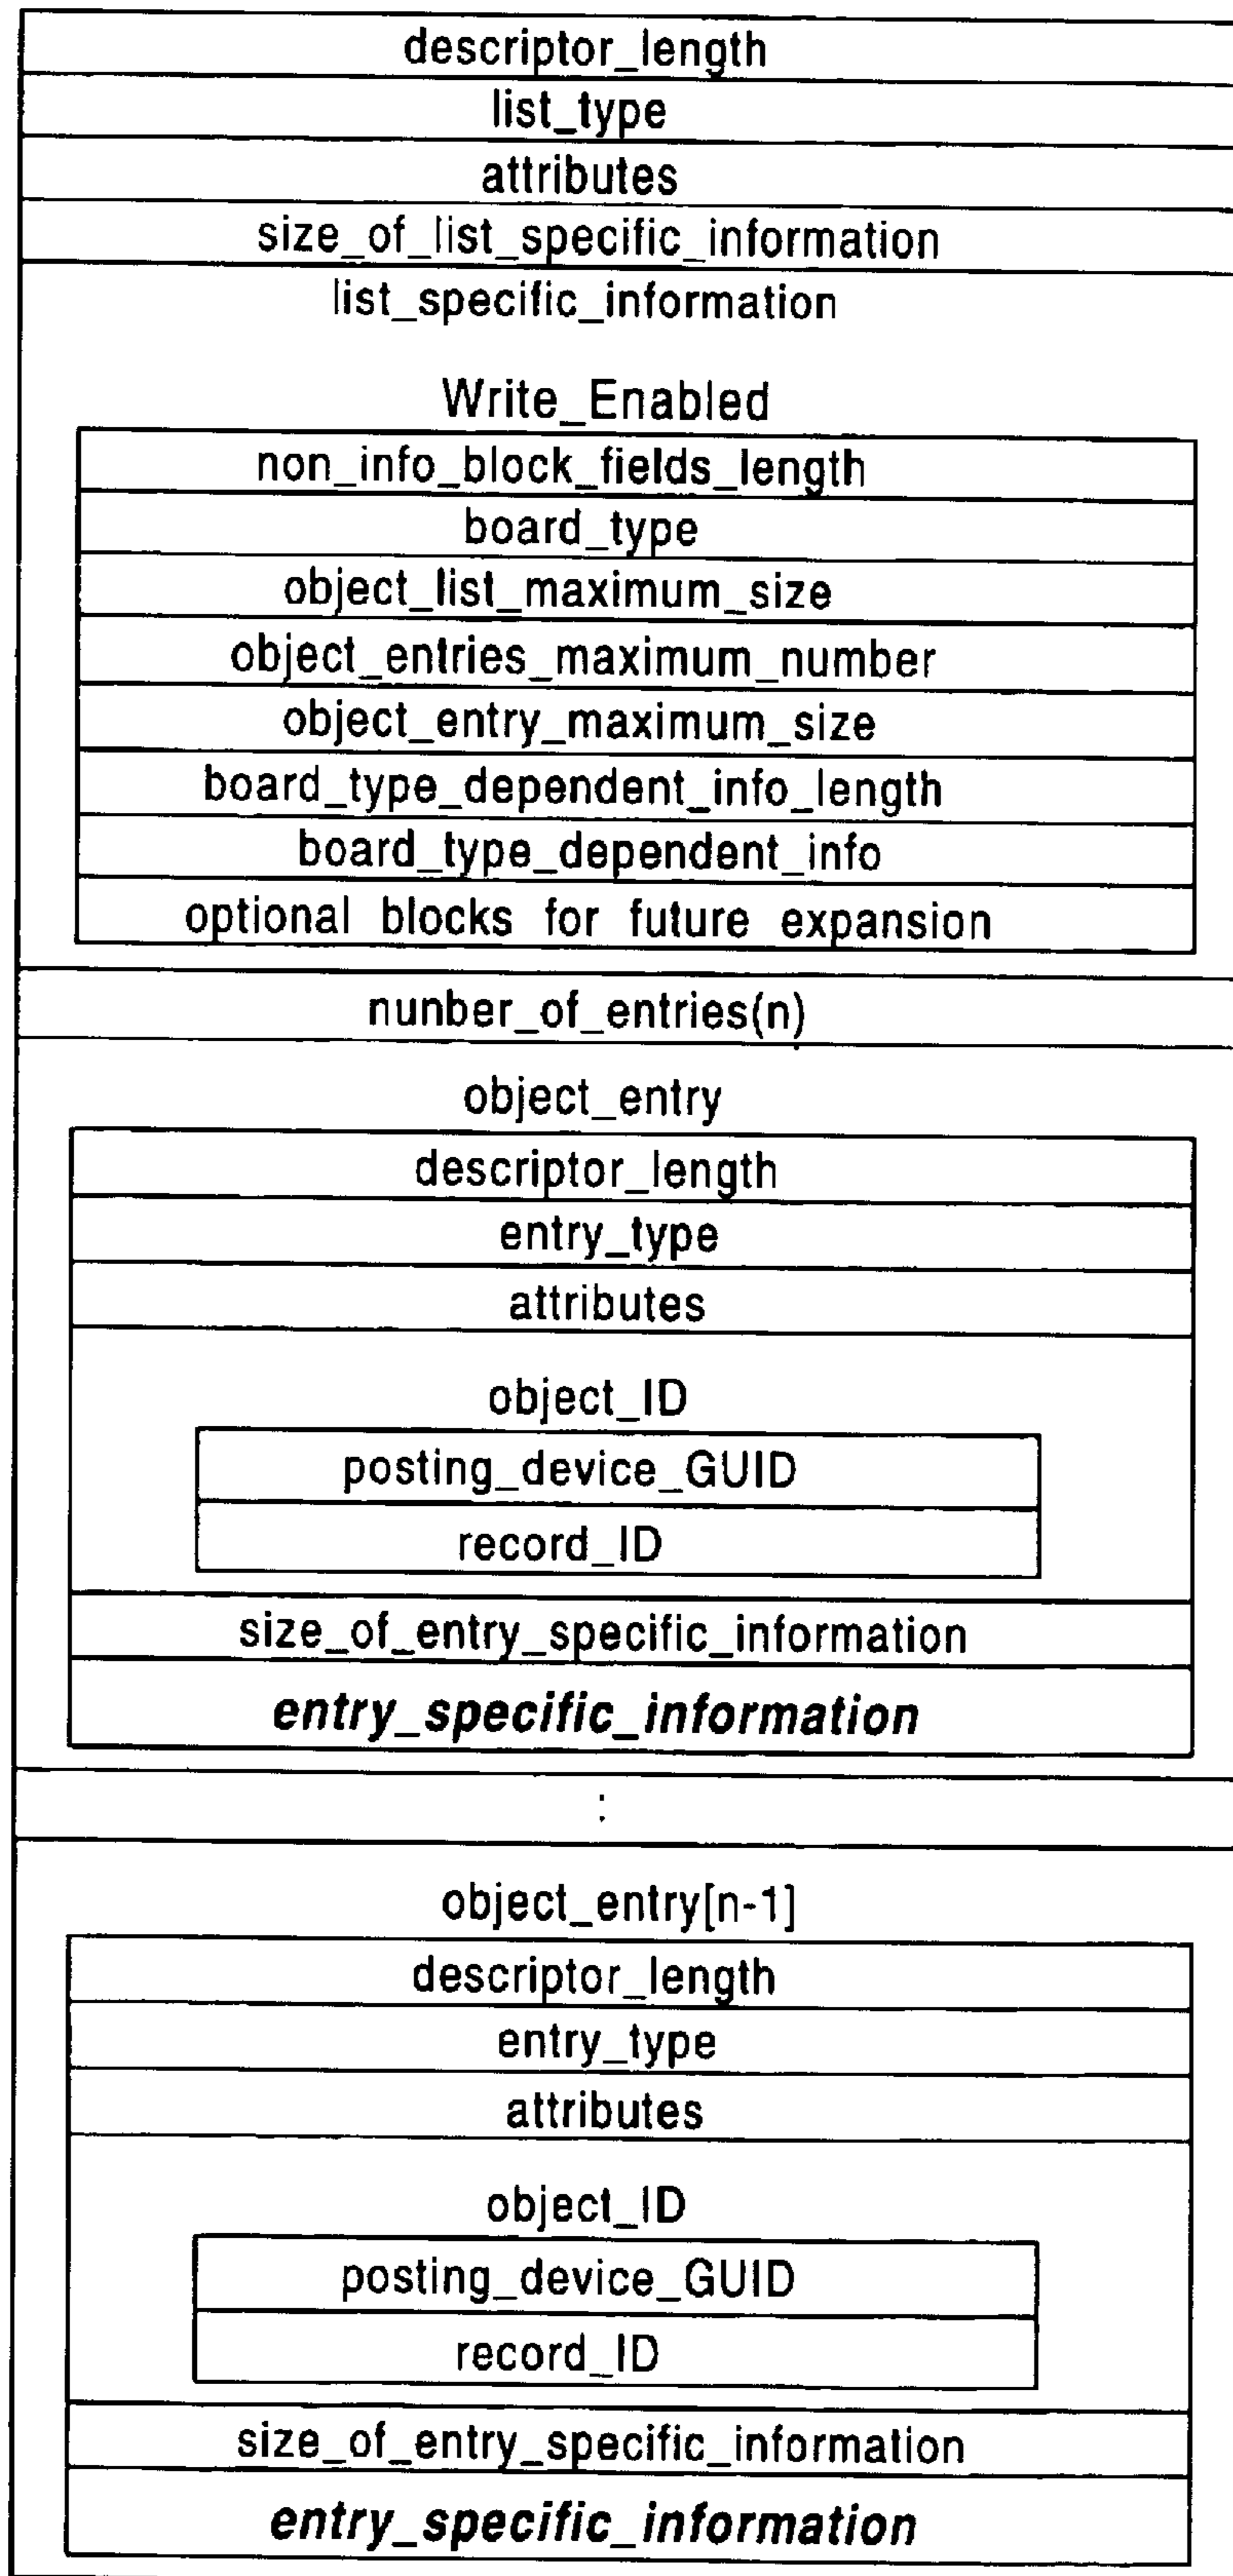 descriptor_length
list_type
attributes
size_of_list_specific_information
list_specific_information
Write_Enabled
non_info_block_fields_length
board_type
object_list_maximum_size
object_entries_maximum_number
object_entry_maximum_size
board_type_dependent_info_length
board_type_dependent_info
optional blocks for future expansion
nunber_of_entries(n)
object_entry
descriptor_length
entry_type
attributes
object_ID
posting_device_GUID
record_ID
size_of_entry_specific_information
entry_specific_information
:
object_entry[n-1]
descriptor_length
entry_type
attributes
object_ID
posting_device_GUID
record_ID
size_of_entry_specific_information
entry_specific_information